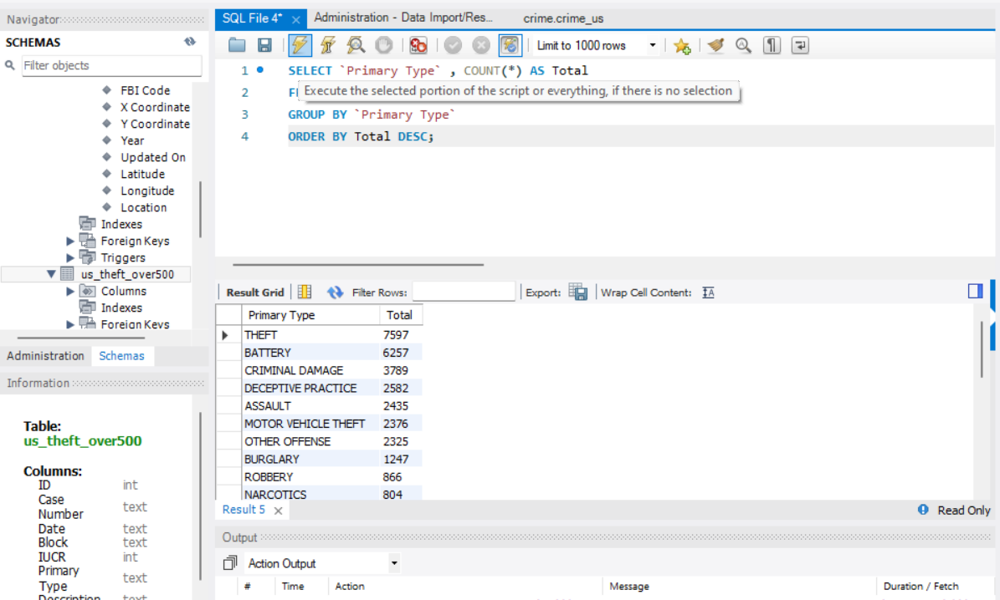 Navigator
SCHEMAS
Filter objects
FBI Code
X Coordinate
Y Coordinate
Year
Updated On
Latitude
Longitude
Location
Indexes
Foreign Keys
Triggers
us_theft_over500
Columns
Indexes
Foreign Keys
Administration Schemas
Information
Table:
us_theft_over500
Columns:
ID int
Case
Number text
Date text
Block text
IUCR int
Primary
Type text
Description text
SQL File 4* × Administration - Data Import/Res... crime.crime_us
Limit to 1000 rows
1 SELECT `Primary Type` , COUNT(*) AS Total
2
Execute the selected portion of the script or everything, if there is no selection
3 GROUP BY `Primary Type`
4 ORDER BY Total DESC;
Result Grid Filter Rows: Export: Wrap Cell Content: IA
Primary Type Total
THEFT 7597
BATTERY 6257
CRIMINAL DAMAGE 3789
DECEPTIVE PRACTICE 2582
ASSAULT 2435
MOTOR VEHICLE THEFT 2376
OTHER OFFENSE 2325
BURGLARY 1247
ROBBERY 866
NARCOTICS 804
Result 5 × Read Only
Output
Action Output
# Time Action Message Duration / Fetch